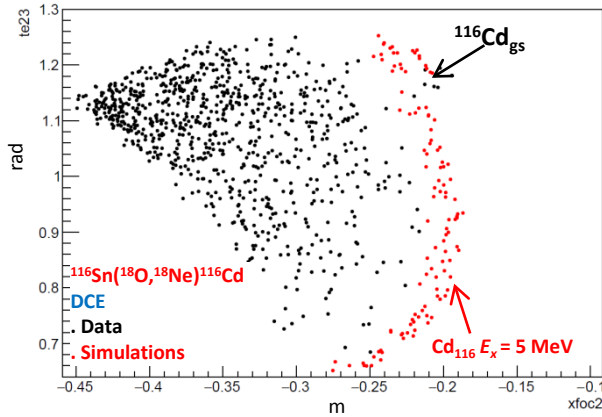 te23
1.3
1.2
1.1
1
0.9
0.8
0.7
rad
¹¹⁶Cd_gs
¹¹⁶Sn(¹⁸O,¹⁸Ne)¹¹⁶Cd
DCE
. Data
. Simulations
Cd₁₁₆ Eₓ = 5 MeV
−0.45 −0.4 −0.35 −0.3 −0.25 −0.2 −0.15 −0.1
m
xfoc2